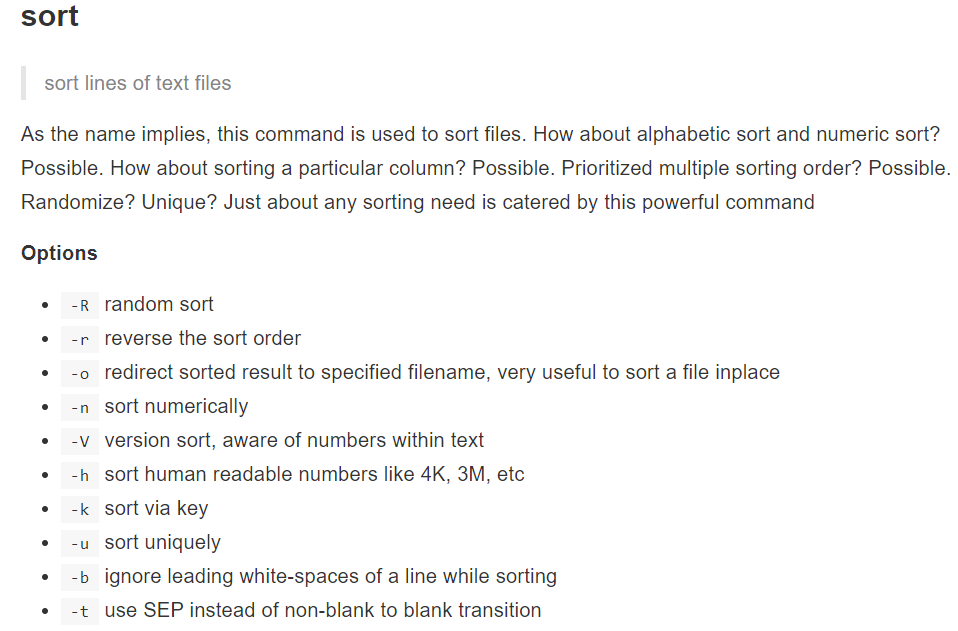 sort
sort lines of text files
As the name implies, this command is used to sort files. How about alphabetic sort and numeric sort?
Possible. How about sorting a particular column? Possible. Prioritized multiple sorting order? Possible.
Randomize? Unique? Just about any sorting need is catered by this powerful command
Options
-R random sort
-r reverse the sort order
-o redirect sorted result to specified filename, very useful to sort a file inplace
-n sort numerically
-V version sort, aware of numbers within text
-h sort human readable numbers like 4K, 3M, etc
-k sort via key
-u sort uniquely
-b ignore leading white-spaces of a line while sorting
-t use SEP instead of non-blank to blank transition